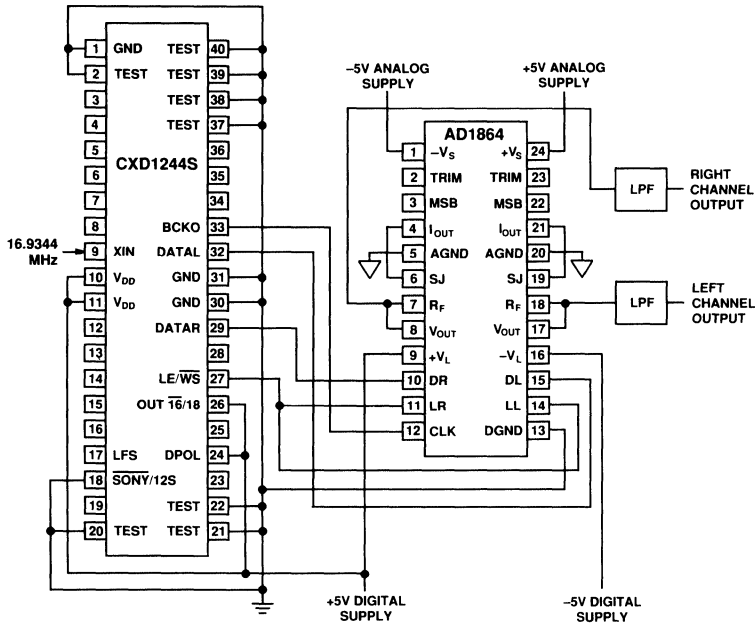 1 GND TEST 40
2 TEST TEST 39
3 TEST 38
4 TEST 37
5 CXD1244S 36
6 35
7 34
8 BCKO 33
16.9344
MHz
9 XIN DATAL 32
10 VDD GND 31
11 VDD GND 30
12 DATAR 29
13 28
14 LE/WS 27
15 OUT 16/18 26
16 25
17 LFS DPOL 24
18 SONY/12S 23
19 TEST 22
20 TEST TEST 21
–5V ANALOG
SUPPLY
+5V ANALOG
SUPPLY
AD1864
1 –VS +VS 24
2 TRIM TRIM 23
3 MSB MSB 22
4 IOUT IOUT 21
5 AGND AGND 20
6 SJ SJ 19
7 RF RF 18
8 VOUT VOUT 17
9 +VL –VL 16
10 DR DL 15
11 LR LL 14
12 CLK DGND 13
LPF
RIGHT
CHANNEL
OUTPUT
LPF
LEFT
CHANNEL
OUTPUT
+5V DIGITAL
SUPPLY
–5V DIGITAL
SUPPLY